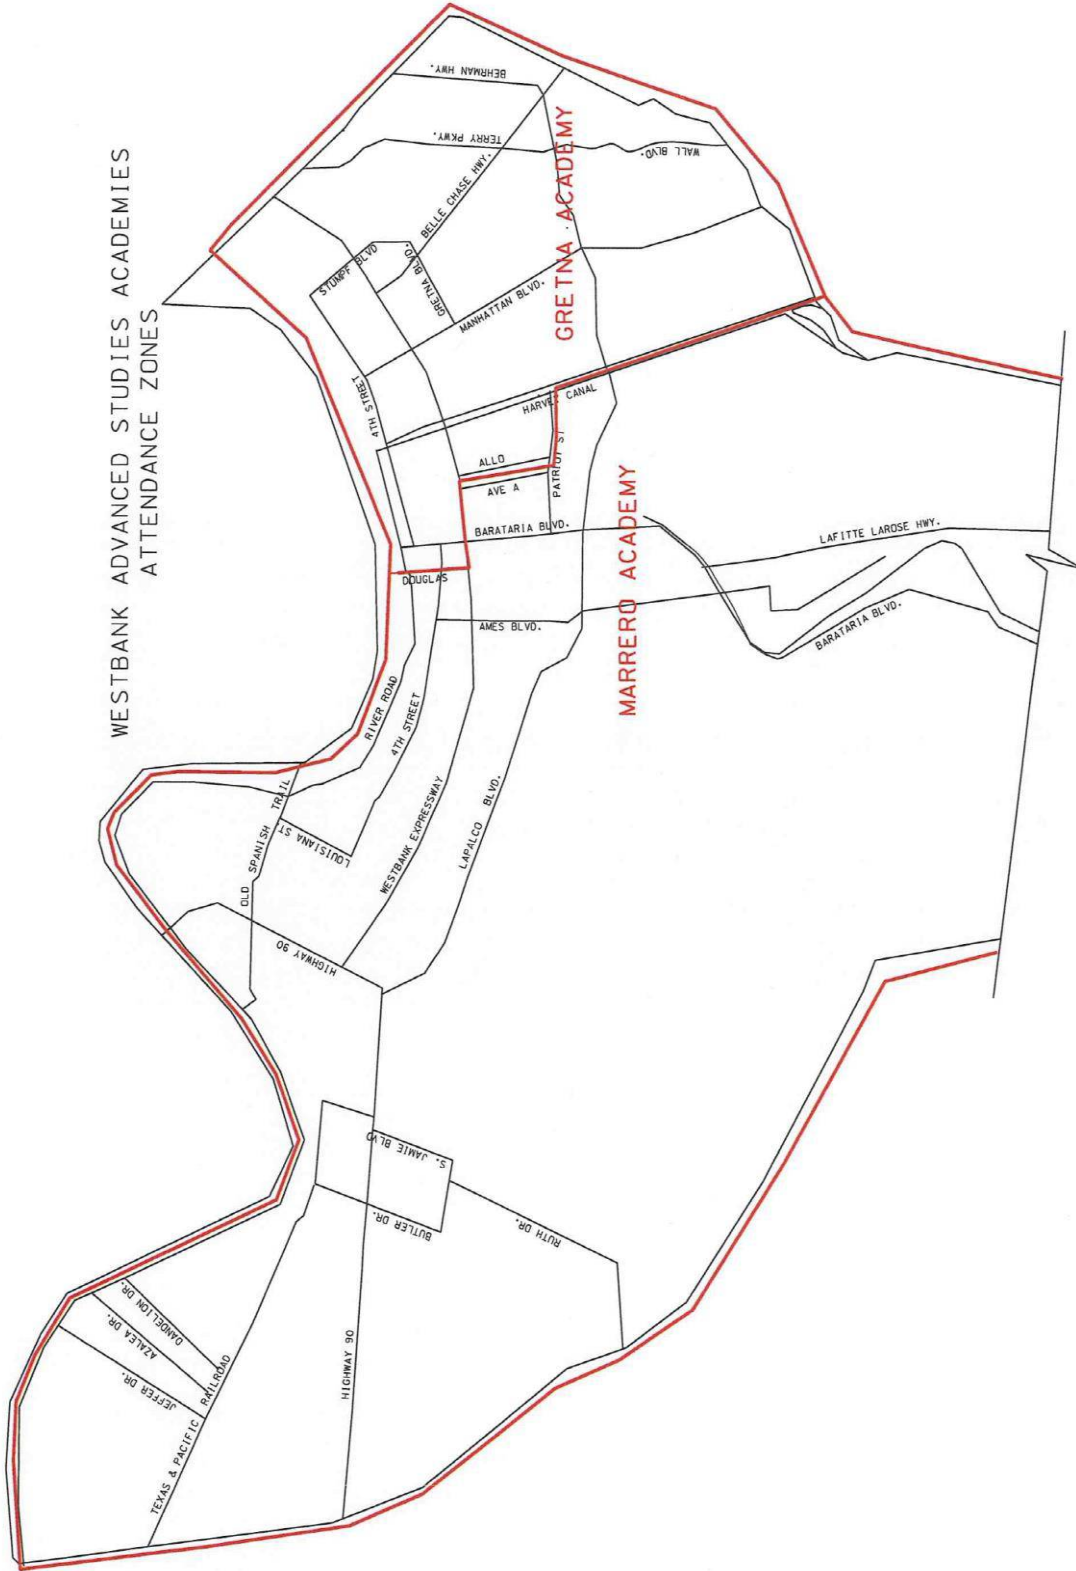 WESTBANK ADVANCED STUDIES ACADEMIES
ATTENDANCE ZONES
JEFFER DR.
AZALEA DR.
DANDELION DR.
TEXAS & PACIFIC RAILROAD
HIGHWAY 90
BUTLER DR.
S. JAMIE BLVD
RUTH DR.
HIGHWAY 90
OLD SPANISH TRAIL
LOUISIANA ST.
RIVER ROAD
4TH STREET
WESTBANK EXPRESSWAY
LAPALCO BLVD.
DOUGLAS
AMES BLVD.
BARATARIA BLVD.
AVE A
ALLO
PATRIOT ST
HARVEY CANAL
4TH STREET
MARRERO ACADEMY
LAFITTE LAROSE HWY.
BARATARIA BLVD.
STUMPF BLVD
GRETNA BLVD.
MANHATTAN BLVD.
BELLE CHASE HWY.
TERRY PKWY.
BEHRMAN HWY.
WALL BLVD.
GRETNA ACADEMY